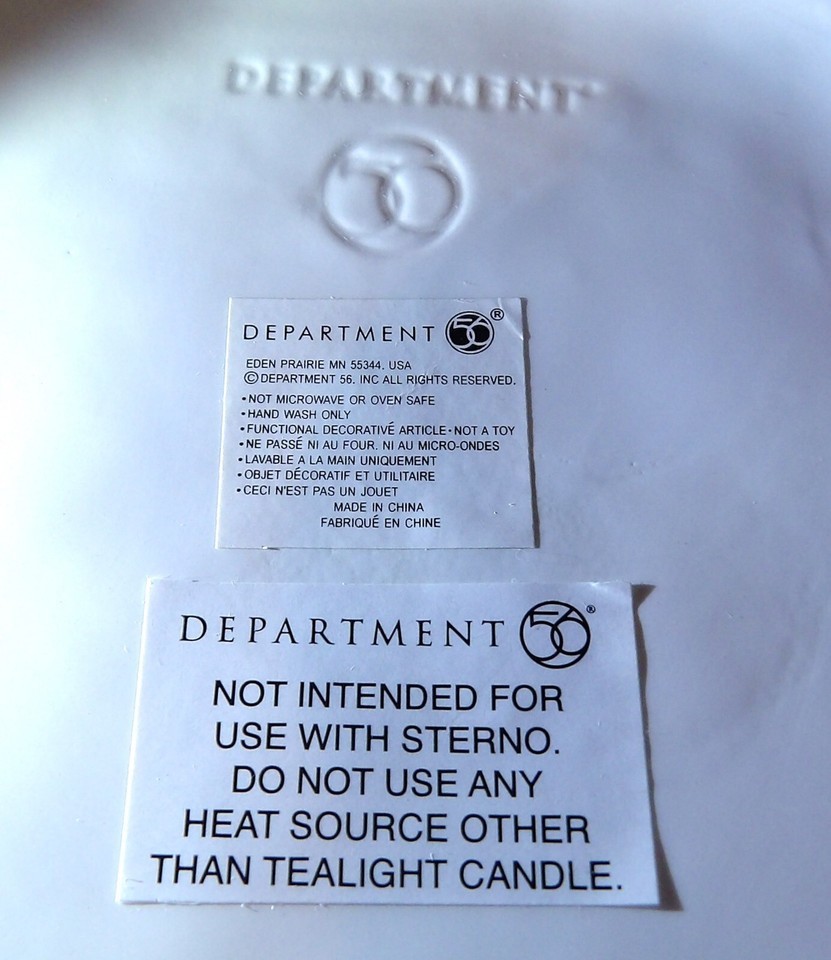 DEPARTMENT
56
DEPARTMENT 56 ®
EDEN PRAIRIE MN 55344. USA
© DEPARTMENT 56. INC ALL RIGHTS RESERVED.
• NOT MICROWAVE OR OVEN SAFE
• HAND WASH ONLY
• FUNCTIONAL DECORATIVÉ ARTICLE • NOT A TOY
• NE PASSÉ NI AU FOUR. NI AU MICRO-ONDES
• LAVABLE A LA MAIN UNIQUEMENT
• OBJET DÉCORATIF ET UTILITAIRE
• CECI N'EST PAS UN JOUET
MADE IN CHINA
FABRIQUÉ EN CHINE
DEPARTMENT 56 ®
NOT INTENDED FOR
USE WITH STERNO.
DO NOT USE ANY
HEAT SOURCE OTHER
THAN TEALIGHT CANDLE.